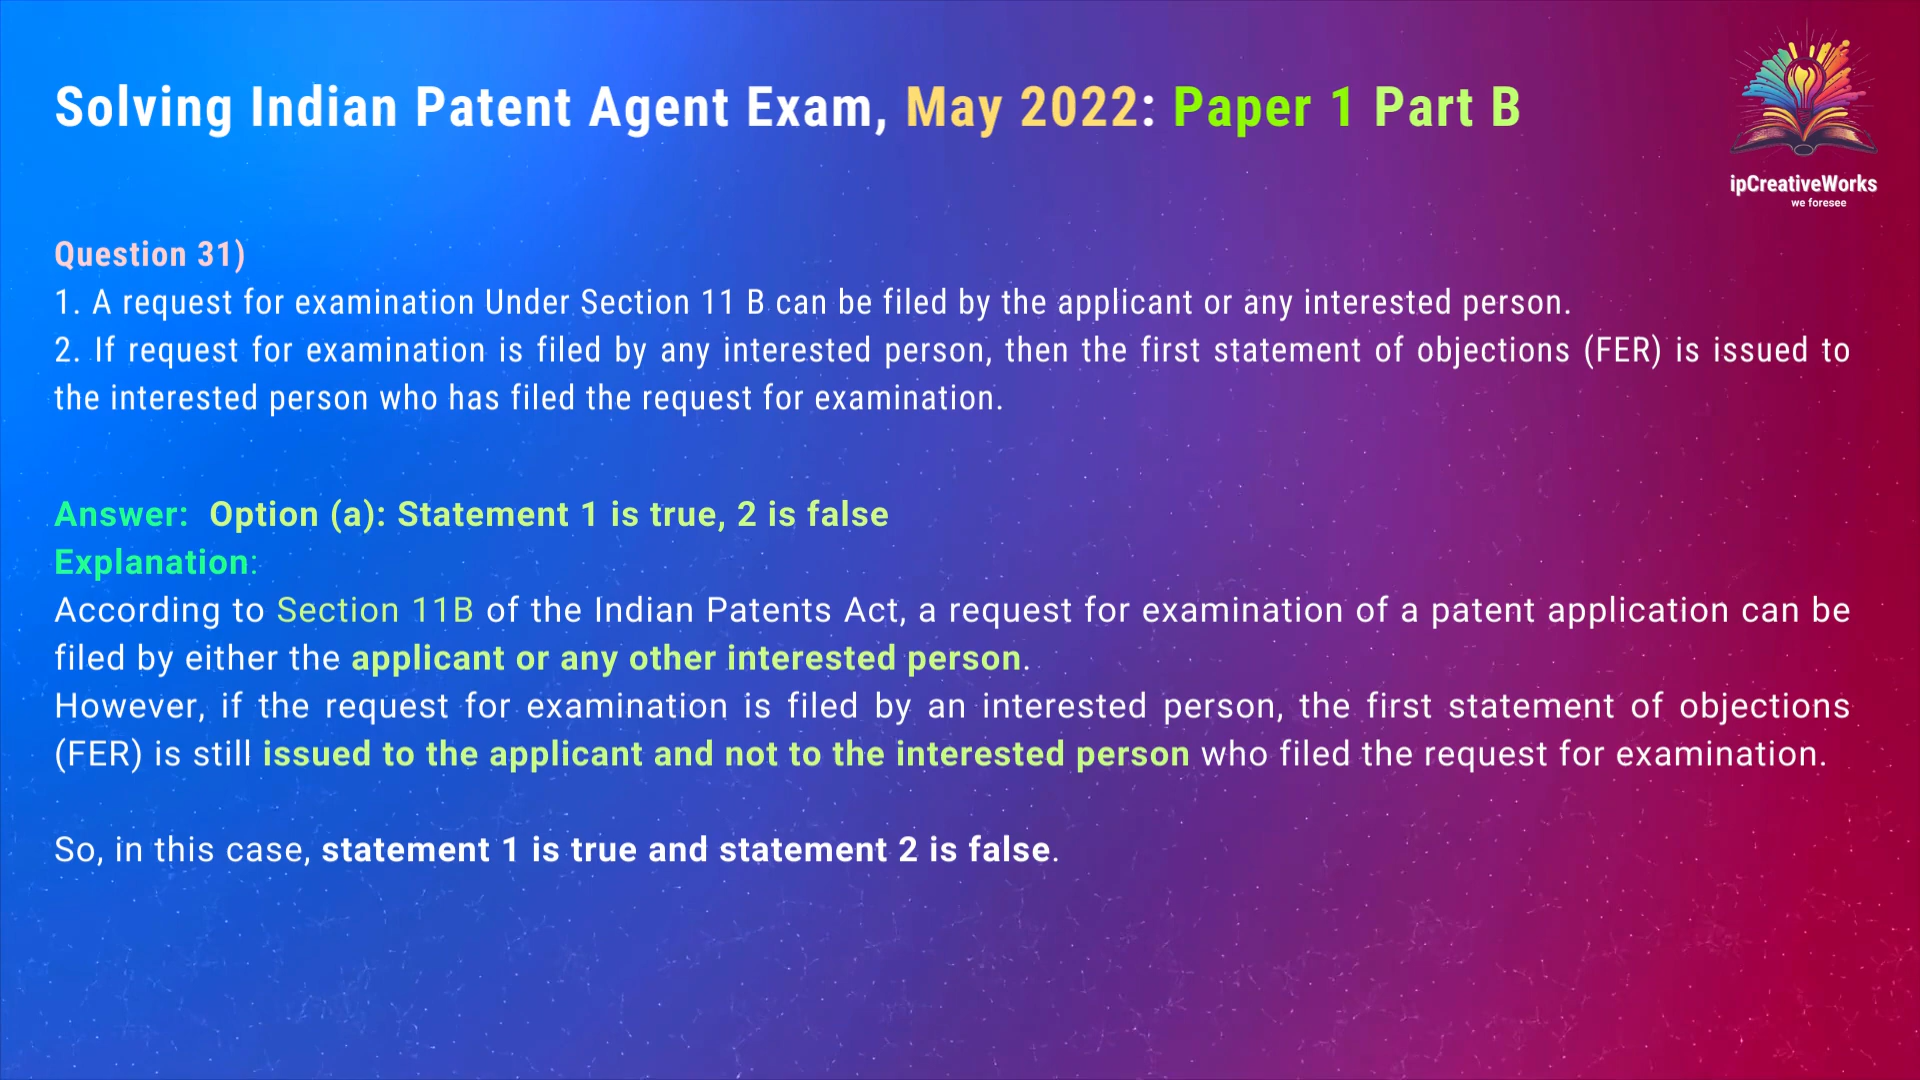 Solving Indian Patent Agent Exam, May 2022: Paper 1 Part B
ipCreativeWorks
we foresee
Question 31)
1. A request for examination Under Section 11 B can be filed by the applicant or any interested person.
2. If request for examination is filed by any interested person, then the first statement of objections (FER) is issued to
the interested person who has filed the request for examination.
Answer: Option (a): Statement 1 is true, 2 is false
Explanation:
According to Section 11B of the Indian Patents Act, a request for examination of a patent application can be
filed by either the applicant or any other interested person.
However, if the request for examination is filed by an interested person, the first statement of objections
(FER) is still issued to the applicant and not to the interested person who filed the request for examination.
So, in this case, statement 1 is true and statement 2 is false.